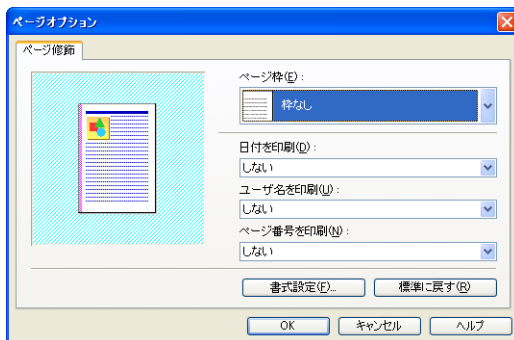 ページオプション
ページ修飾
ページ枠(E) :
枠なし
日付を印刷(D) :
しない
ユーザ名を印刷(U) :
しない
ページ番号を印刷(N) :
しない
書式設定(F)... 標準に戻す(R)
OK キャンセル ヘルプ